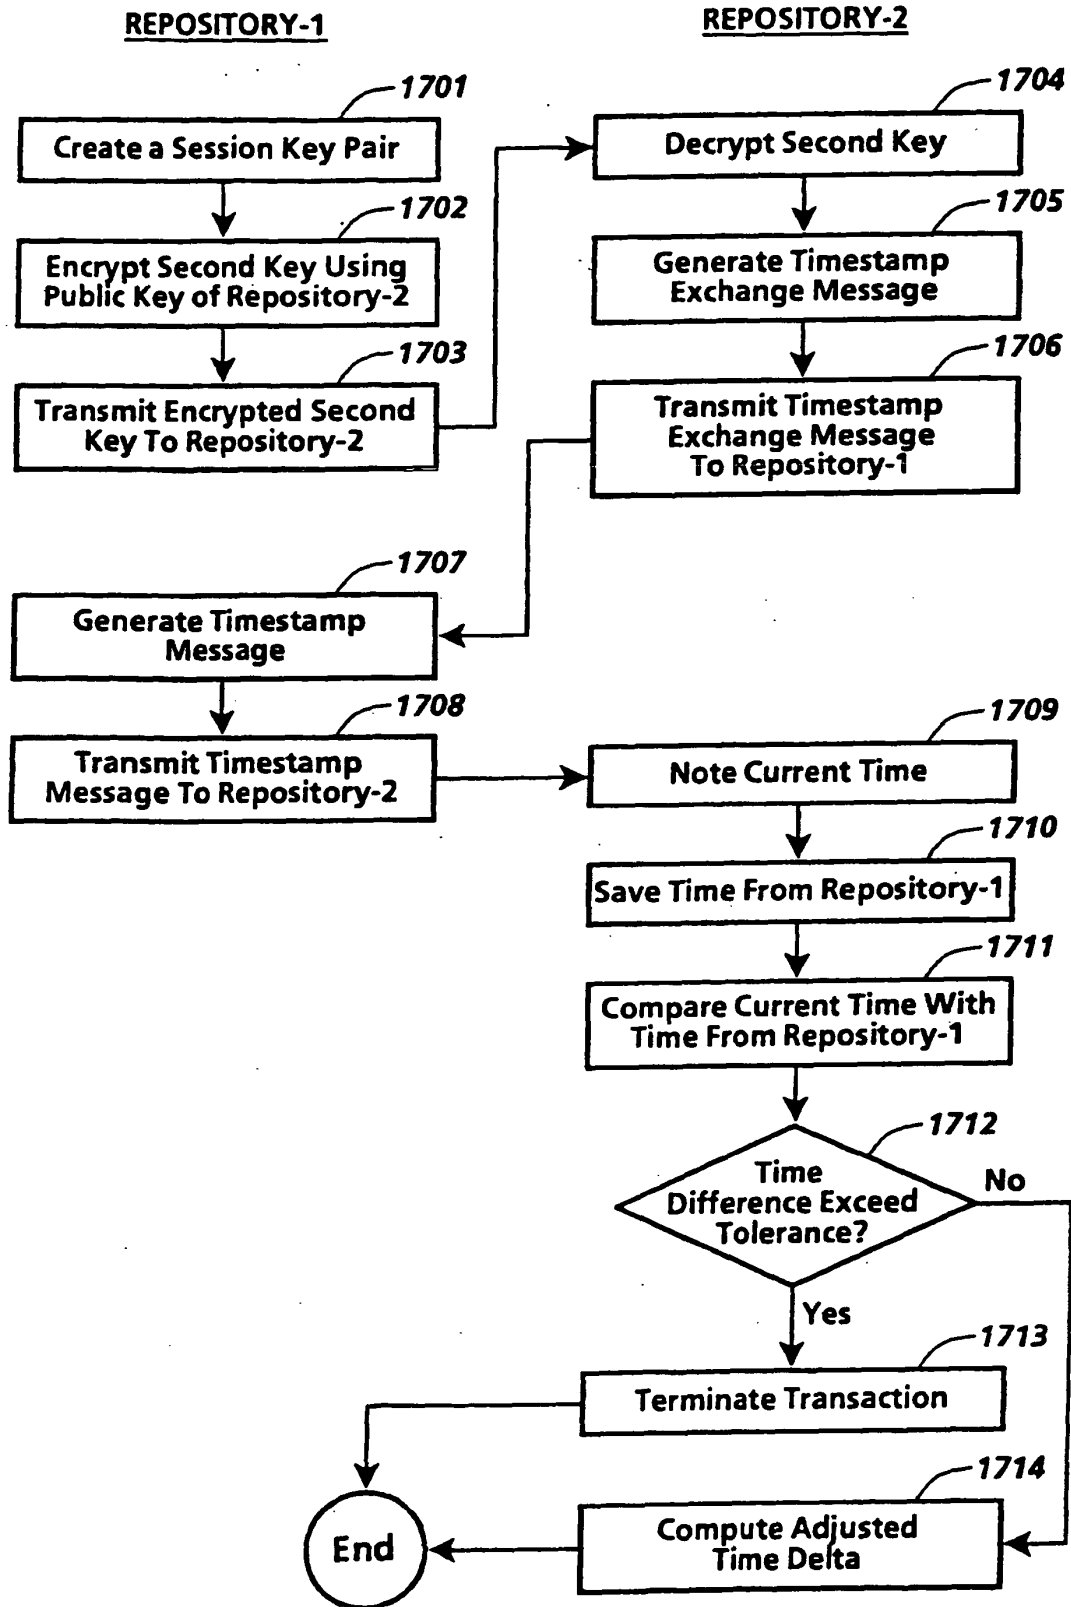 REPOSITORY-1
REPOSITORY-2
1701
Create a Session Key Pair
1702
Encrypt Second Key Using
Public Key of Repository-2
1703
Transmit Encrypted Second
Key To Repository-2
1704
Decrypt Second Key
1705
Generate Timestamp
Exchange Message
1706
Transmit Timestamp
Exchange Message
To Repository-1
1707
Generate Timestamp
Message
1708
Transmit Timestamp
Message To Repository-2
1709
Note Current Time
1710
Save Time From Repository-1
1711
Compare Current Time With
Time From Repository-1
1712
Time
Difference Exceed
Tolerance?
No
Yes
1713
Terminate Transaction
1714
Compute Adjusted
Time Delta
End